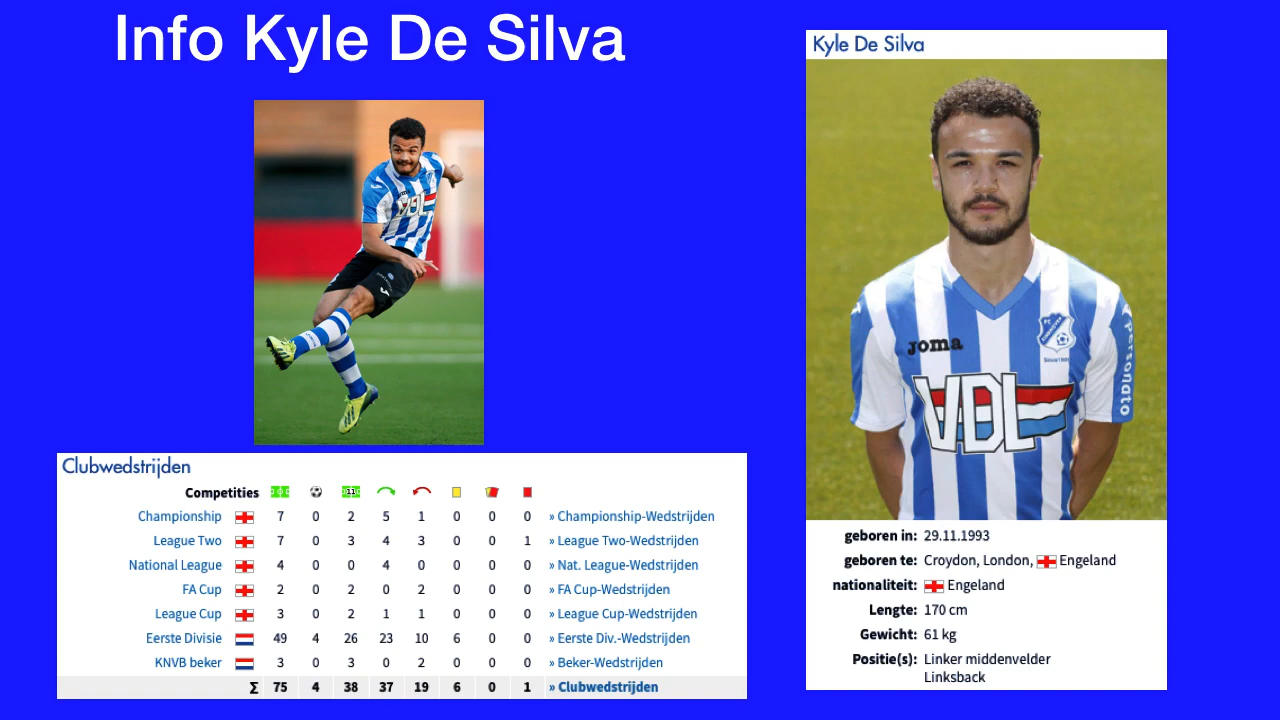 Info Kyle De Silva
VDL
Clubwedstrijden
Competities 11
Championship 7 0 2 5 1 0 0 0 » Championship-Wedstrijden
League Two 7 0 3 4 3 0 0 1 » League Two-Wedstrijden
National League 4 0 0 4 0 0 0 0 » Nat. League-Wedstrijden
FA Cup 2 0 2 0 2 0 0 0 » FA Cup-Wedstrijden
League Cup 3 0 2 1 1 0 0 0 » League Cup-Wedstrijden
Eerste Divisie 49 4 26 23 10 6 0 0 » Eerste Div.-Wedstrijden
KNVB beker 3 0 3 0 2 0 0 0 » Beker-Wedstrijden
Σ 75 4 38 37 19 6 0 1 » Clubwedstrijden
Kyle De Silva
Joma
FC
EINDHOVEN
Personato
VDL
geboren in: 29.11.1993
geboren te: Croydon, London, Engeland
nationaliteit: Engeland
Lengte: 170 cm
Gewicht: 61 kg
Positie(s): Linker middenvelder
Linksback